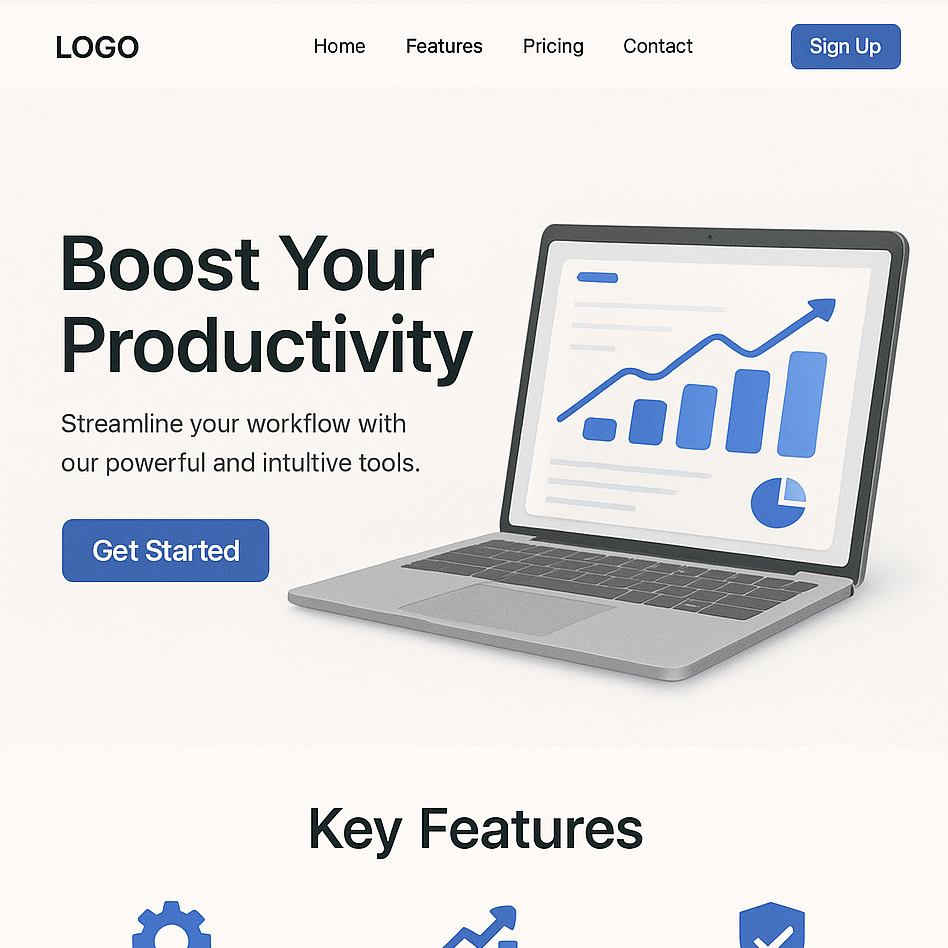 LOGO
Home Features Pricing Contact
Sign Up
Boost Your
Productivity
Streamline your workflow with
our powerful and intultive tools.
Get Started
Key Features